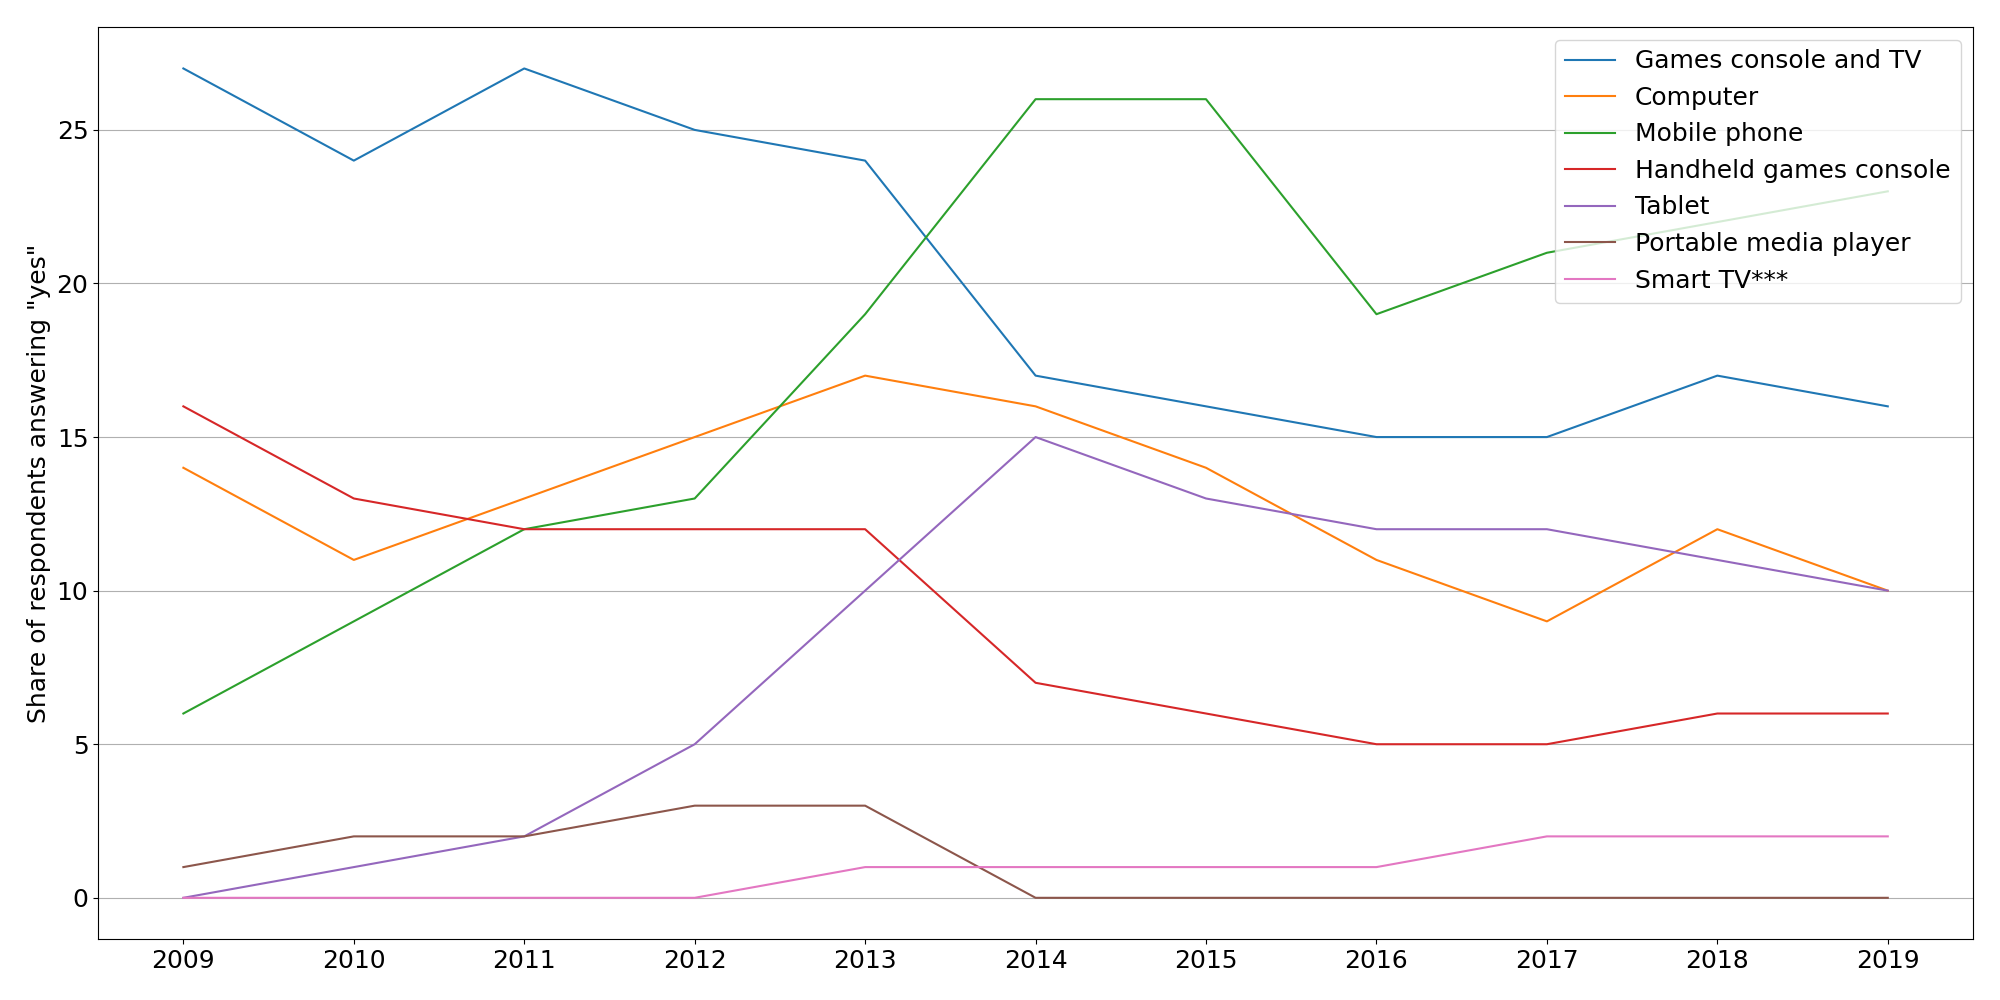 Share of respondents answering "yes"
25
20
15
10
5
0
2009 2010 2011 2012 2013 2014 2015 2016 2017 2018 2019
Games console and TV
Computer
Mobile phone
Handheld games console
Tablet
Portable media player
Smart TV***